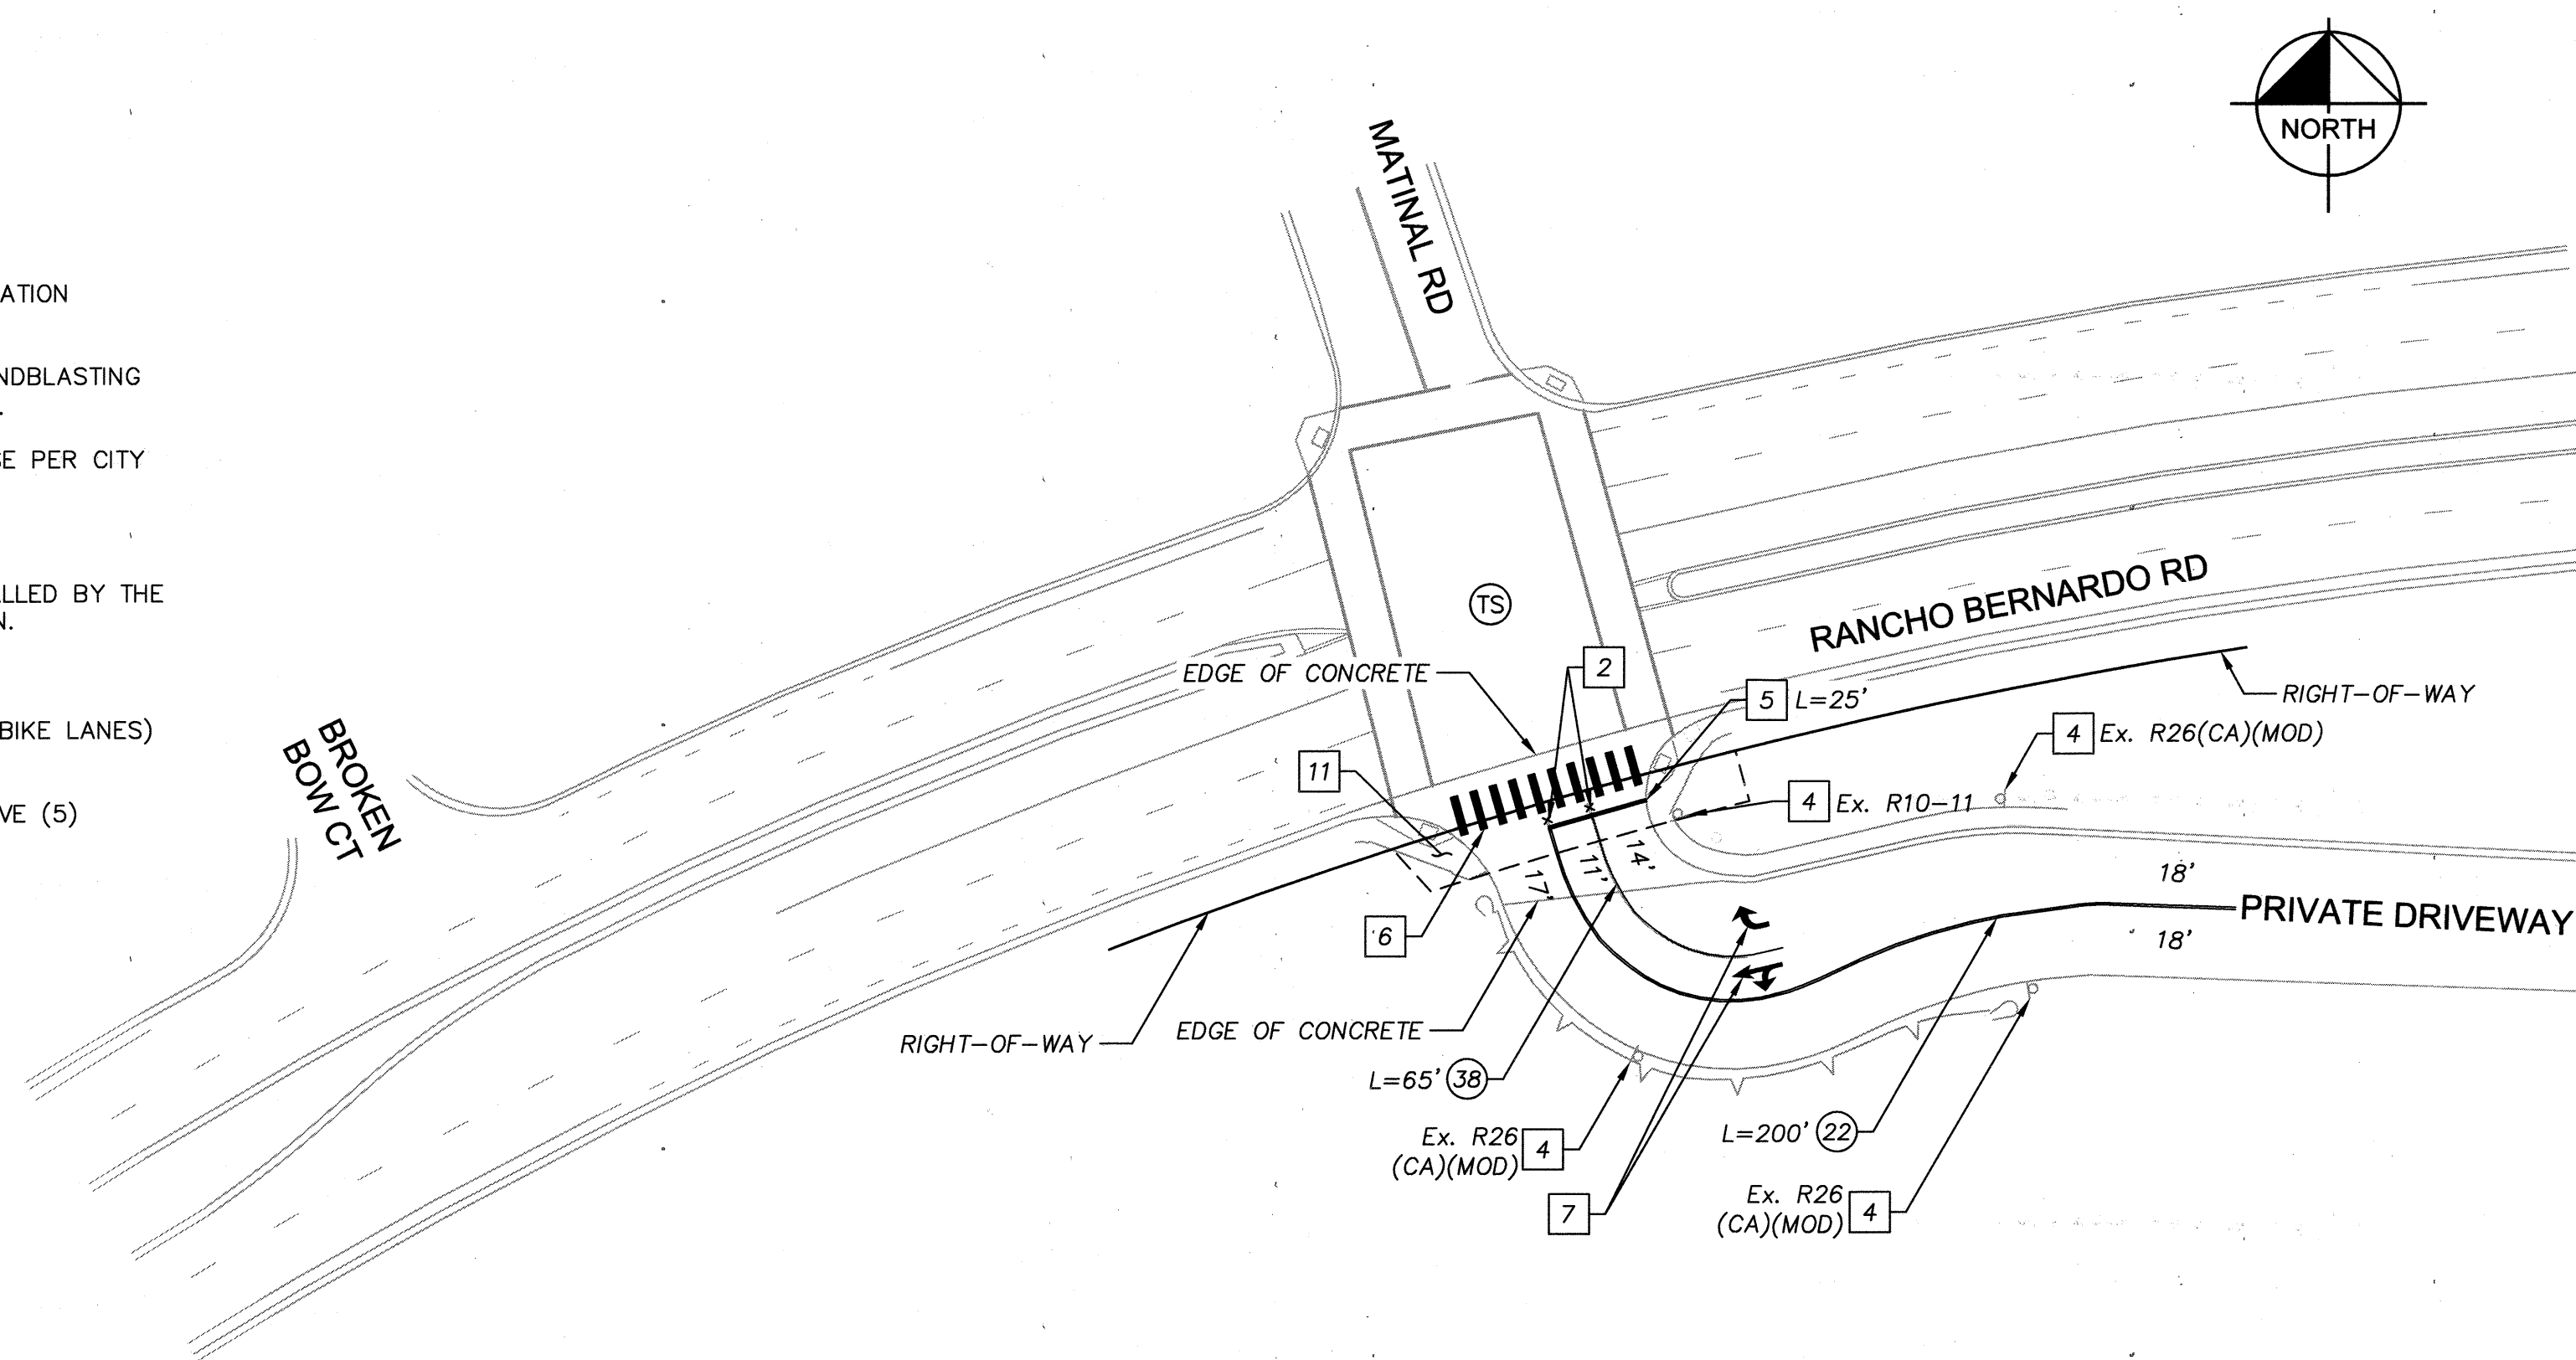 NORTH
MATINAL RD
ATION
NDBLASTING
SE PER CITY
LLED BY THE
N.
BIKE LANES)
VE (5)
BROKEN
BOW CT
TS
RANCHO BERNARDO RD
EDGE OF CONCRETE
2
5 L=25'
RIGHT-OF-WAY
4 Ex. R26(CA)(MOD)
11
4 Ex. R10-11
14'
11'
17'
18'
PRIVATE DRIVEWAY
18'
6
RIGHT-OF-WAY
EDGE OF CONCRETE
L=65' 38
Ex. R26
(CA)(MOD) 4
L=200' 22
7
Ex. R26
(CA)(MOD) 4